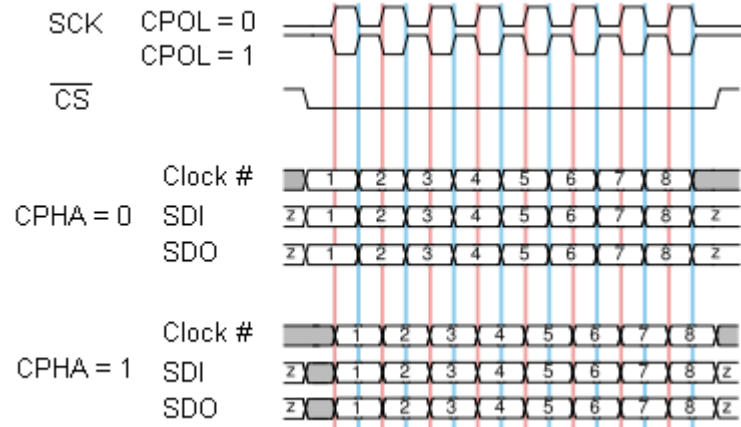 SCK CPOL = 0
CPOL = 1
CS
Clock # 1 2 3 4 5 6 7 8
CPHA = 0 SDI z 1 2 3 4 5 6 7 8 z
SDO z 1 2 3 4 5 6 7 8 z
Clock # 1 2 3 4 5 6 7 8
CPHA = 1 SDI z 1 2 3 4 5 6 7 8 z
SDO z 1 2 3 4 5 6 7 8 z